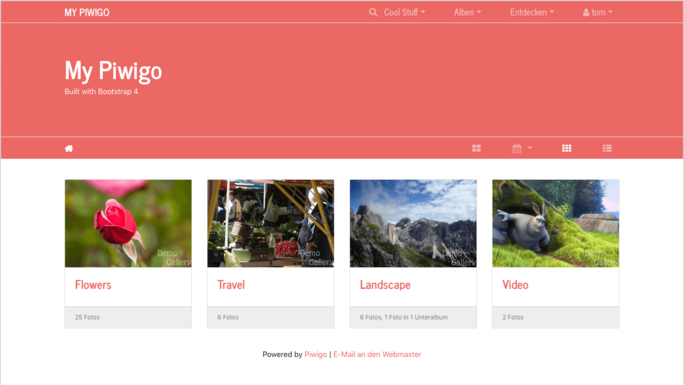 MY PIWIGO
Cool Stuff
Alben
Entdecken
tom
My Piwigo
Built with Bootstrap 4
Demo
Gallery
Demo
Gallery
Demo
Gallery
Flowers
Travel
Landscape
Video
25 Fotos
6 Fotos
6 Fotos, 1 Foto in 1 Unteralbum
2 Fotos
Powered by Piwigo | E-Mail an den Webmaster